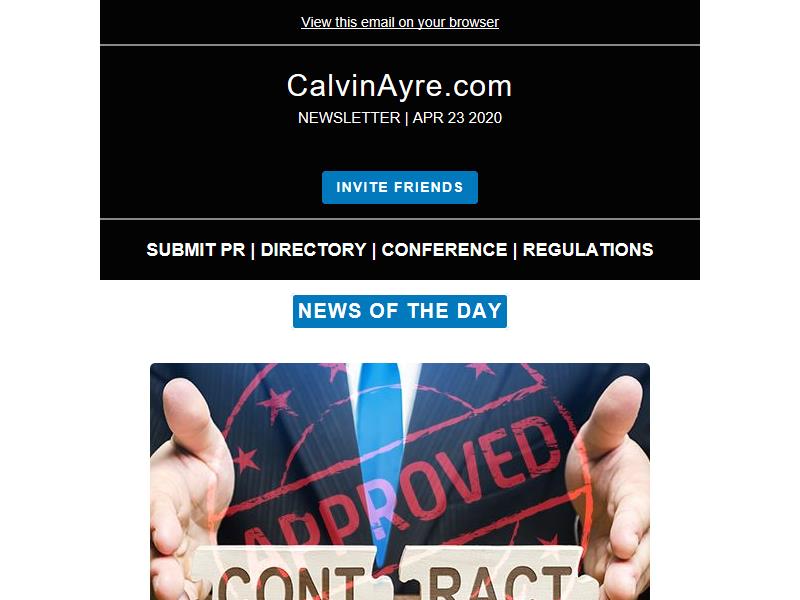 View this email on your browser
CalvinAyre.com
NEWSLETTER | APR 23 2020
INVITE FRIENDS
SUBMIT PR | DIRECTORY | CONFERENCE | REGULATIONS
NEWS OF THE DAY
APPROVED
CONT RACT